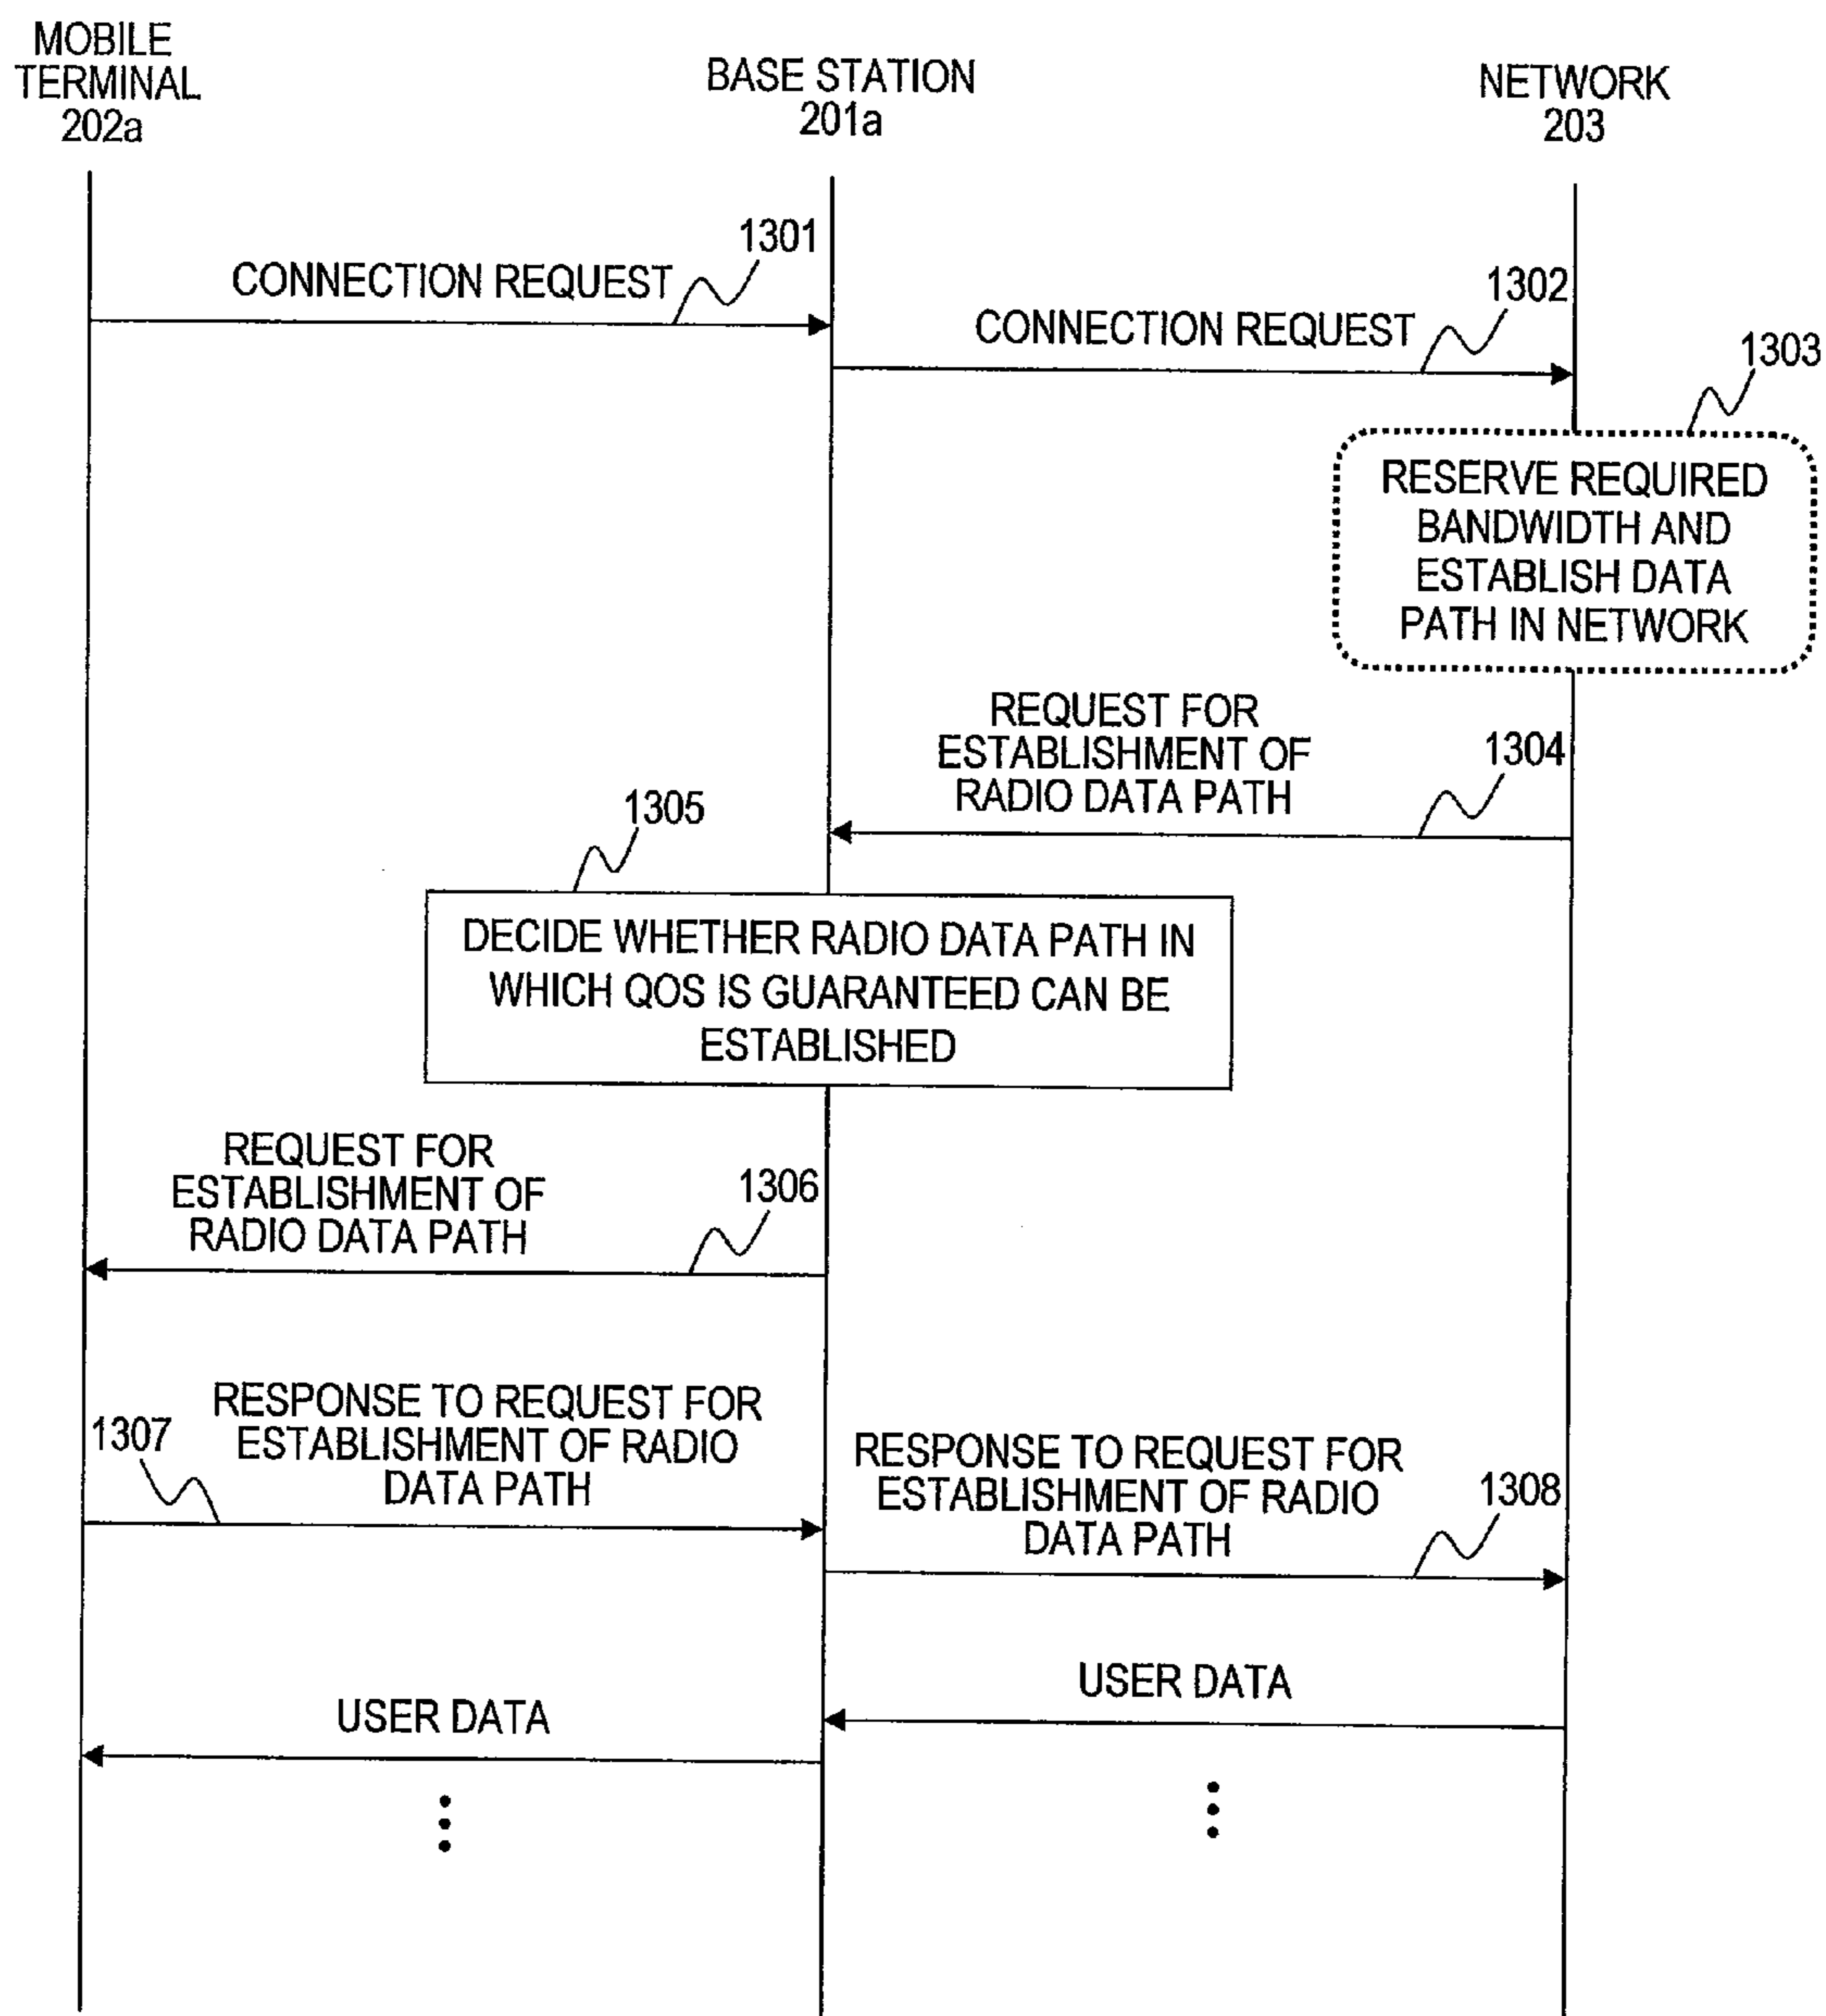 MOBILE
TERMINAL
202a
BASE STATION
201a
NETWORK
203
1301
CONNECTION REQUEST
1302
CONNECTION REQUEST
1303
RESERVE REQUIRED
BANDWIDTH AND
ESTABLISH DATA
PATH IN NETWORK
REQUEST FOR
ESTABLISHMENT OF
RADIO DATA PATH
1304
1305
DECIDE WHETHER RADIO DATA PATH IN
WHICH QOS IS GUARANTEED CAN BE
ESTABLISHED
REQUEST FOR
ESTABLISHMENT OF
RADIO DATA PATH
1306
1307
RESPONSE TO REQUEST FOR
ESTABLISHMENT OF RADIO
DATA PATH
RESPONSE TO REQUEST FOR
ESTABLISHMENT OF RADIO
DATA PATH
1308
USER DATA
USER DATA